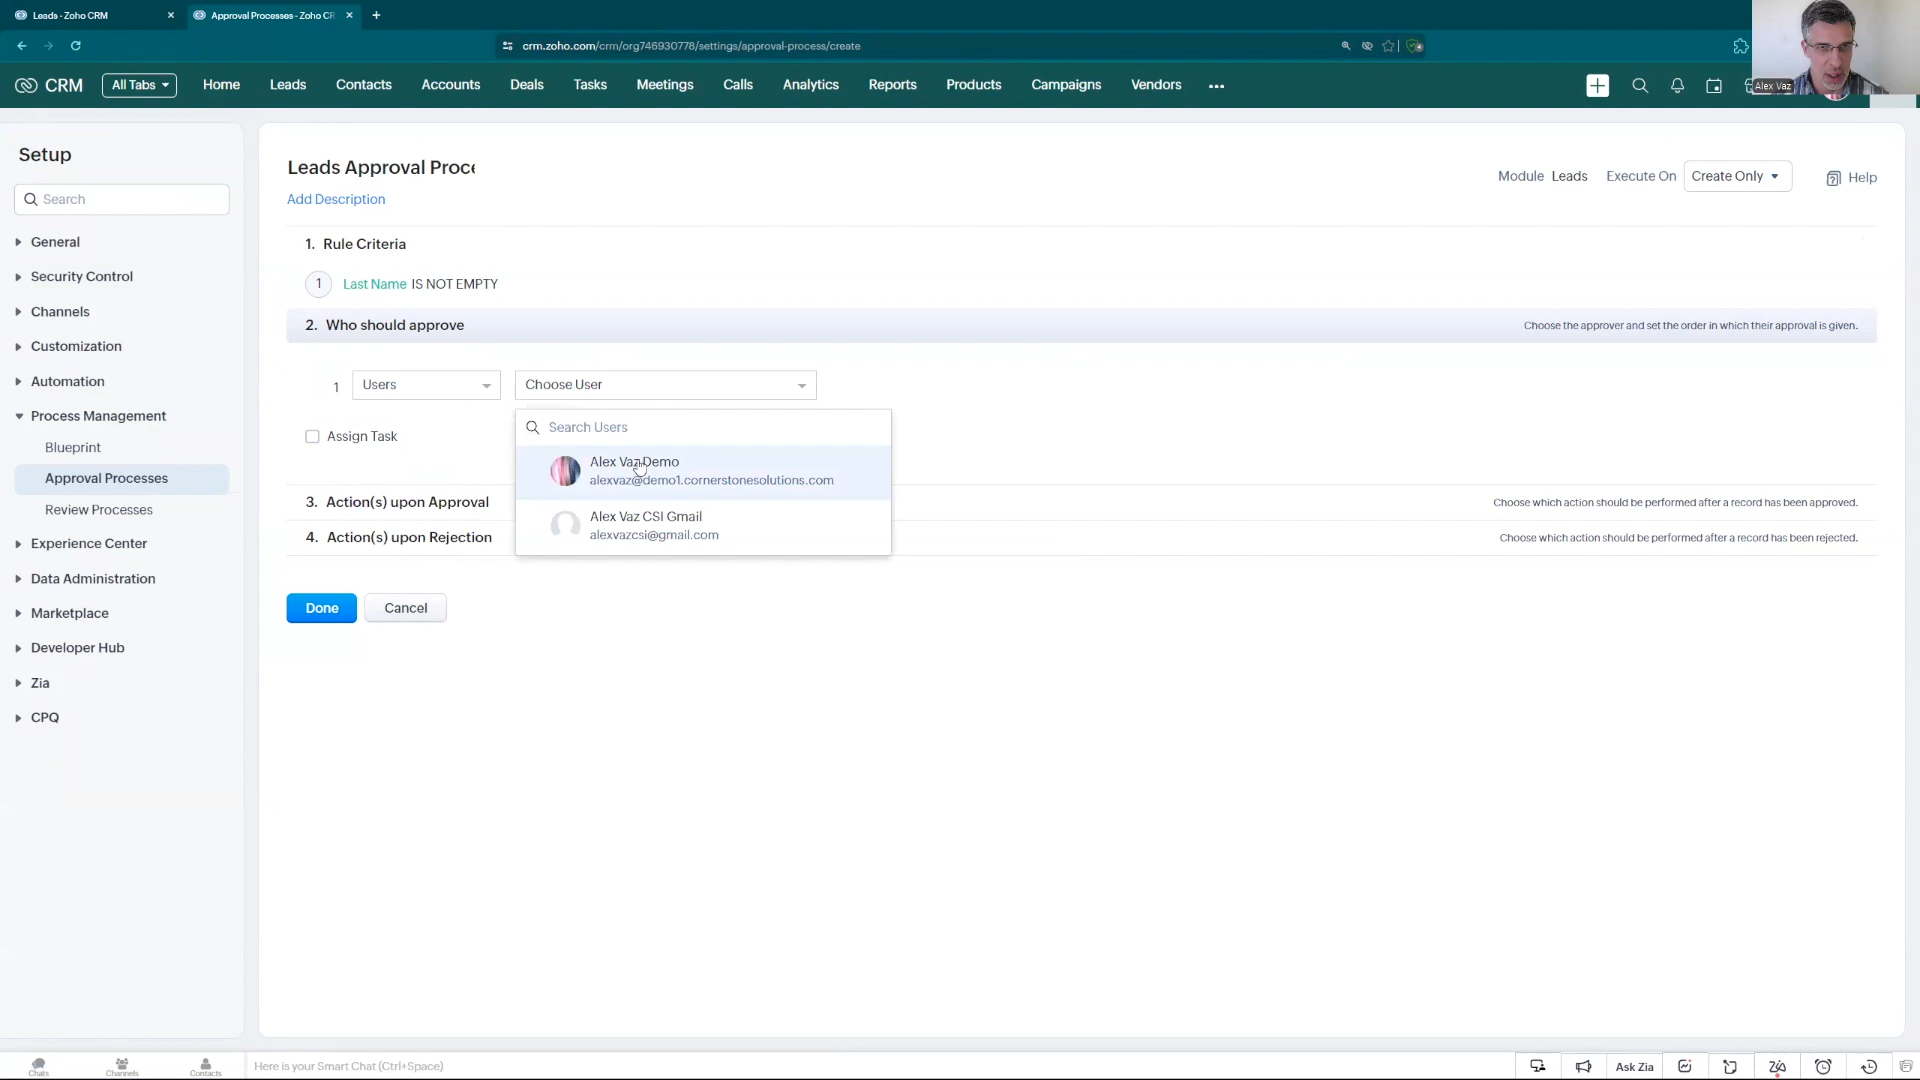 Leads - Zoho CRM
Approval Processes - Zoho CR
crm.zoho.com/crm/org746930778/settings/approval-process/create
CRM
All Tabs
Home
Leads
Contacts
Accounts
Deals
Tasks
Meetings
Calls
Analytics
Reports
Products
Campaigns
Vendors
Alex Vaz
Setup
Search
General
Security Control
Channels
Customization
Automation
Process Management
Blueprint
Approval Processes
Review Processes
Experience Center
Data Administration
Marketplace
Developer Hub
Zia
CPQ
Leads Approval Proce
Add Description
Module Leads Execute On Create Only
Help
1. Rule Criteria
1 Last Name IS NOT EMPTY
2. Who should approve
Choose the approver and set the order in which their approval is given.
1 Users Choose User
Search Users
Assign Task
Alex Vaz Demo
alexvaz@demo1.cornerstonesolutions.com
Alex Vaz CSI Gmail
alexvazcsi@gmail.com
3. Action(s) upon Approval
Choose which action should be performed after a record has been approved.
4. Action(s) upon Rejection
Choose which action should be performed after a record has been rejected.
Done
Cancel
Chats
Channels
Contacts
Here is your Smart Chat (Ctrl+Space)
Ask Zia